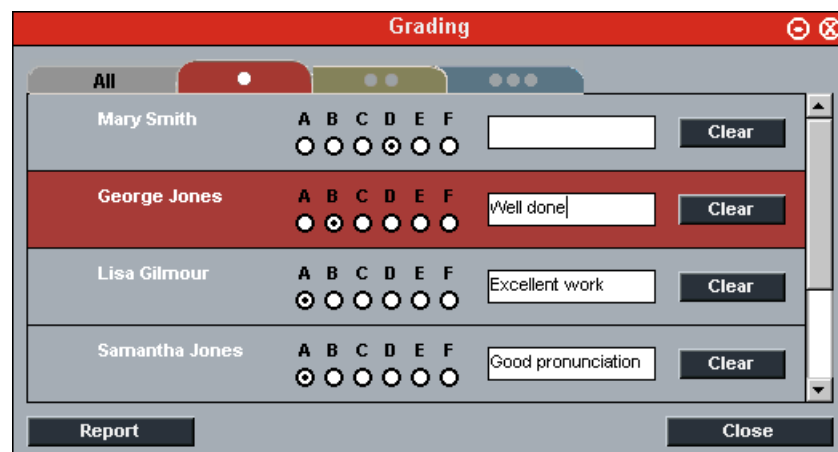 Grading
All
Mary Smith A B C D E F Clear
George Jones A B C D E F Well done Clear
Lisa Gilmour A B C D E F Excellent work Clear
Samantha Jones A B C D E F Good pronunciation Clear
Report Close